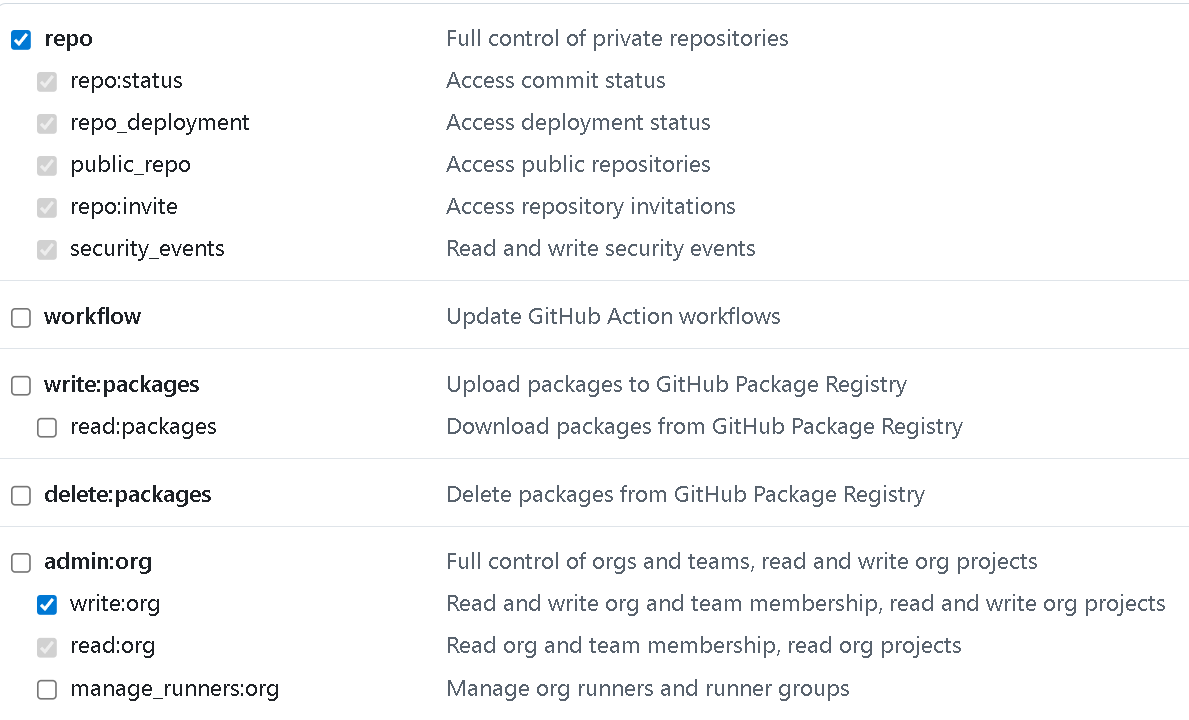 repo Full control of private repositories
repo:status Access commit status
repo_deployment Access deployment status
public_repo Access public repositories
repo:invite Access repository invitations
security_events Read and write security events
workflow Update GitHub Action workflows
write:packages Upload packages to GitHub Package Registry
read:packages Download packages from GitHub Package Registry
delete:packages Delete packages from GitHub Package Registry
admin:org Full control of orgs and teams, read and write org projects
write:org Read and write org and team membership, read and write org projects
read:org Read org and team membership, read org projects
manage_runners:org Manage org runners and runner groups